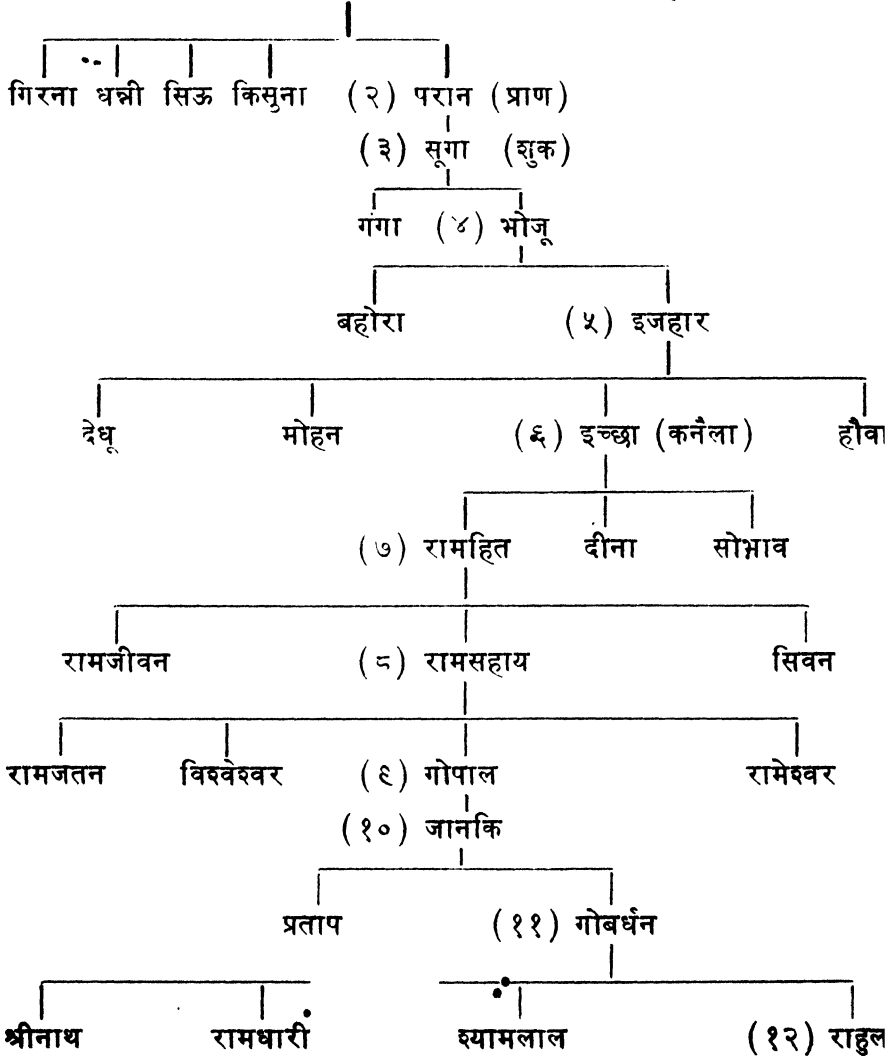 गिरना धन्नी सिऊ किसुना (२) परान (प्राण)
(३) सूगा (शुक)
गंगा (४) भोजू
बहोरा (५) इजहार
देधू मोहन (६) इच्छा (कनैला) हौवा
(७) रामहित दीना सोभाव
रामजीवन (८) रामसहाय सिवन
रामजतन विश्वेश्वर (९) गोपाल रामेश्वर
(१०) जानकि
प्रताप (११) गोबर्धन
श्रीनाथ रामधारी श्यामलाल (१२) राहुल